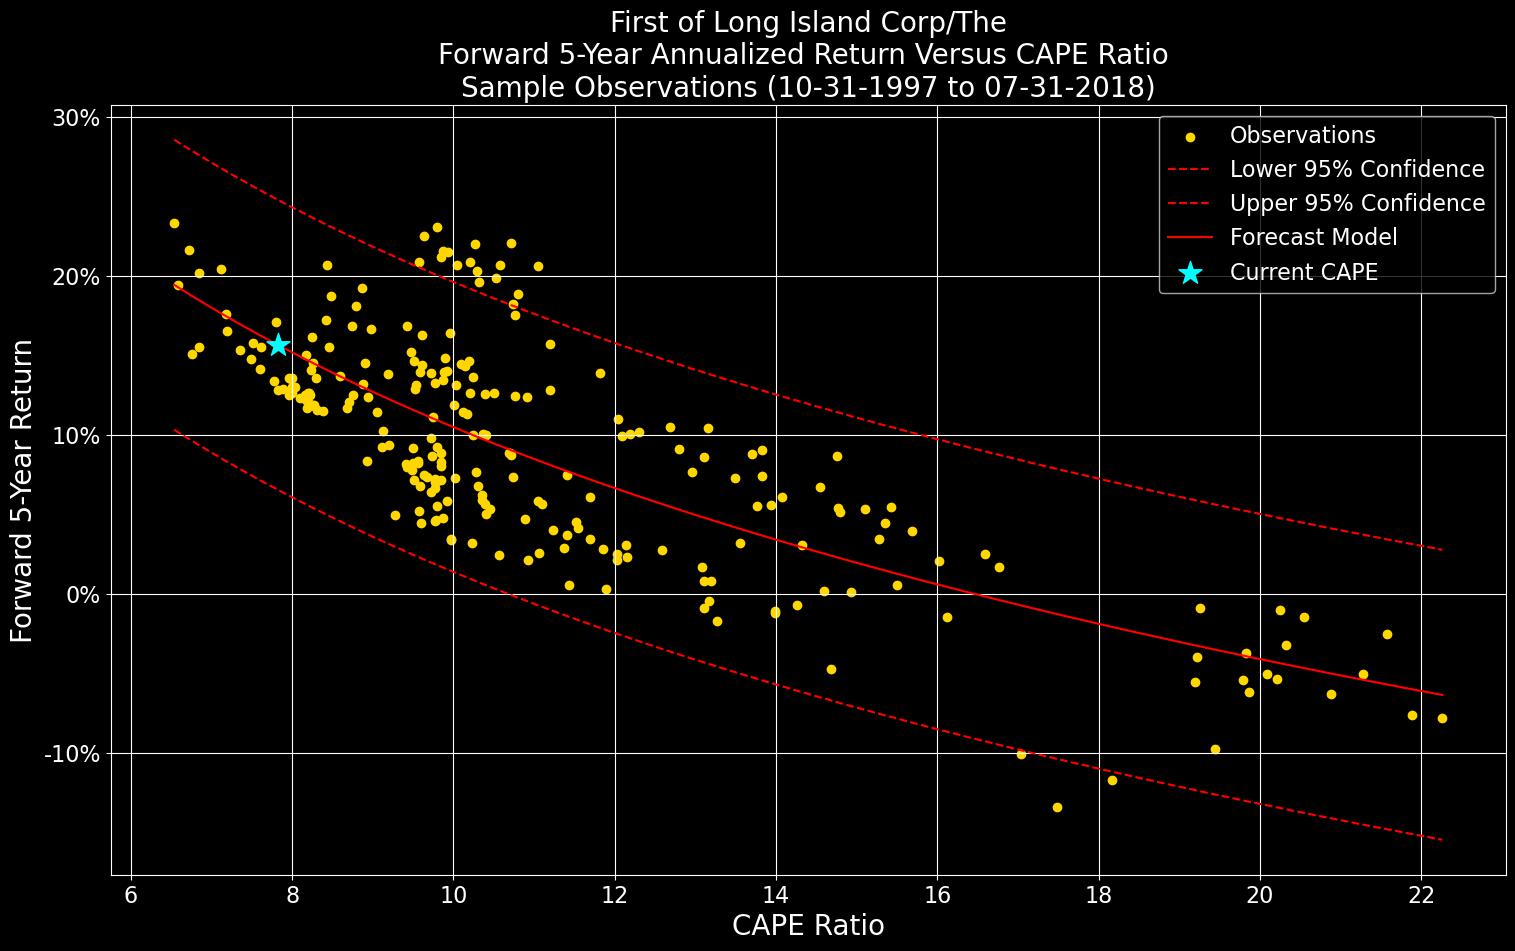 First of Long Island Corp/The
Forward 5-Year Annualized Return Versus CAPE Ratio
Sample Observations (10-31-1997 to 07-31-2018)
Observations
Lower 95% Confidence
Upper 95% Confidence
Forecast Model
Current CAPE
Forward 5-Year Return
30%
20%
10%
0%
-10%
6 8 10 12 14 16 18 20 22
CAPE Ratio